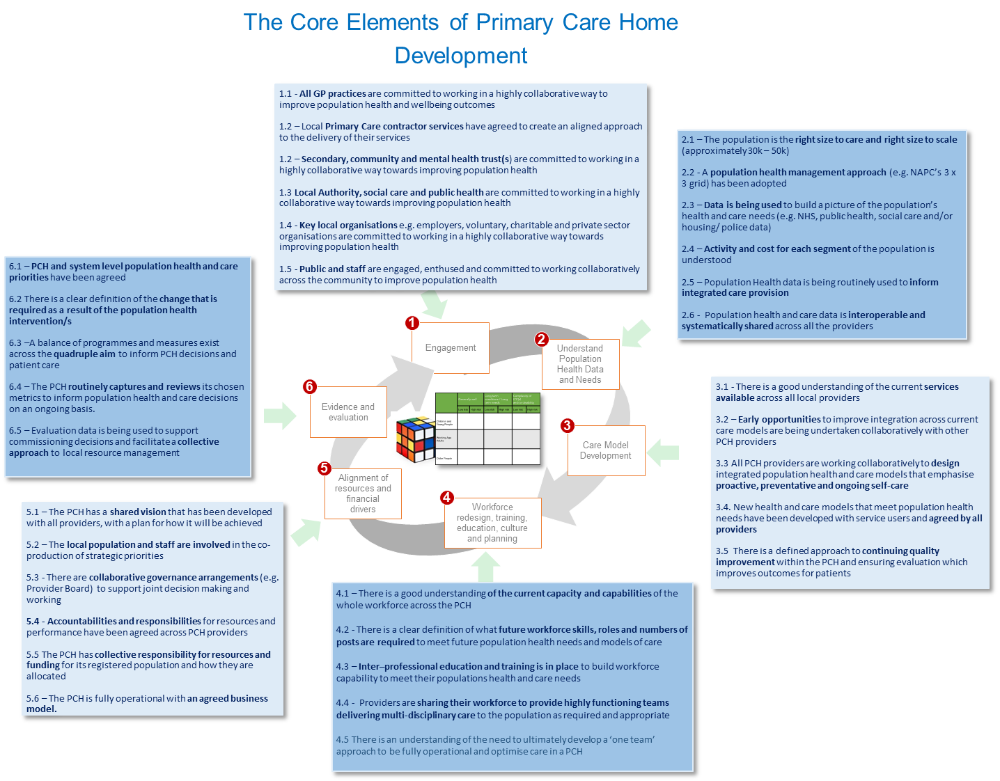 The Core Elements of Primary Care Home
Development
1.1 - All GP practices are committed to working in a highly collaborative way to
improve population health and wellbeing outcomes
1.2 – Local Primary Care contractor services have agreed to create an aligned approach
to the delivery of their services
1.2 – Secondary, community and mental health trust(s) are committed to working in a
highly collaborative way towards improving population health
1.3 Local Authority, social care and public health are committed to working in a highly
collaborative way towards improving population health
1.4 - Key local organisations e.g. employers, voluntary, charitable and private sector
organisations are committed to working in a highly collaborative way towards
improving population health
1.5 - Public and staff are engaged, enthused and committed to working collaboratively
across the community to improve population health
2.1 – The population is the right size to care and right size to scale
(approximately 30k – 50k)
2.2 - A population health management approach (e.g. NAPC's 3 x
3 grid) has been adopted
2.3 – Data is being used to build a picture of the population's
health and care needs (e.g. NHS, public health, social care and/or
housing/ police data)
2.4 – Activity and cost for each segment of the population is
understood
2.5 – Population Health data is being routinely used to inform
integrated care provision
2.6 - Population health and care data is interoperable and
systematically shared across all the providers
3.1 - There is a good understanding of the current services
available across all local providers
3.2 – Early opportunities to improve integration across current
care models are being undertaken collaboratively with other
PCH providers
3.3 All PCH providers are working collaboratively to design
integrated population health and care models that emphasise
proactive, preventative and ongoing self-care
3.4. New health and care models that meet population health
needs have been developed with service users and agreed by all
providers
3.5 There is a defined approach to continuing quality
improvement within the PCH and ensuring evaluation which
improves outcomes for patients
4.1 – There is a good understanding of the current capacity and capabilities of the
whole workforce across the PCH
4.2 - There is a clear definition of what future workforce skills, roles and numbers of
posts are required to meet future population health needs and models of care
4.3 – Inter–professional education and training is in place to build workforce
capability to meet their populations health and care needs
4.4 - Providers are sharing their workforce to provide highly functioning teams
delivering multi-disciplinary care to the population as required and appropriate
4.5 There is an understanding of the need to ultimately develop a ‘one team’
approach to be fully operational and optimise care in a PCH
5.1 – The PCH has a shared vision that has been developed
with all providers, with a plan for how it will be achieved
5.2 – The local population and staff are involved in the co-
production of strategic priorities
5.3 - There are collaborative governance arrangements (e.g.
Provider Board) to support joint decision making and
working
5.4 - Accountabilities and responsibilities for resources and
performance have been agreed across PCH providers
5.5 The PCH has collective responsibility for resources and
funding for its registered population and how they are
allocated
5.6 – The PCH is fully operational with an agreed business
model.
6.1 – PCH and system level population health and care
priorities have been agreed
6.2 There is a clear definition of the change that is
required as a result of the population health
intervention/s
6.3 –A balance of programmes and measures exist
across the quadruple aim to inform PCH decisions and
patient care
6.4 – The PCH routinely captures and reviews its chosen
metrics to inform population health and care decisions
on an ongoing basis.
6.5 – Evaluation data is being used to support
commissioning decisions and facilitate a collective
approach to local resource management
1
Engagement
2
Understand
Population
Health Data
and Needs
3
Care Model
Development
4
Workforce
redesign, training,
education, culture
and planning
5
Alignment of
resources and
financial
drivers
6
Evidence and
evaluation
Generally well
Low risk High risk Low risk High risk Low risk High risk
Children and
Young People
Working Age
Adults
Older People